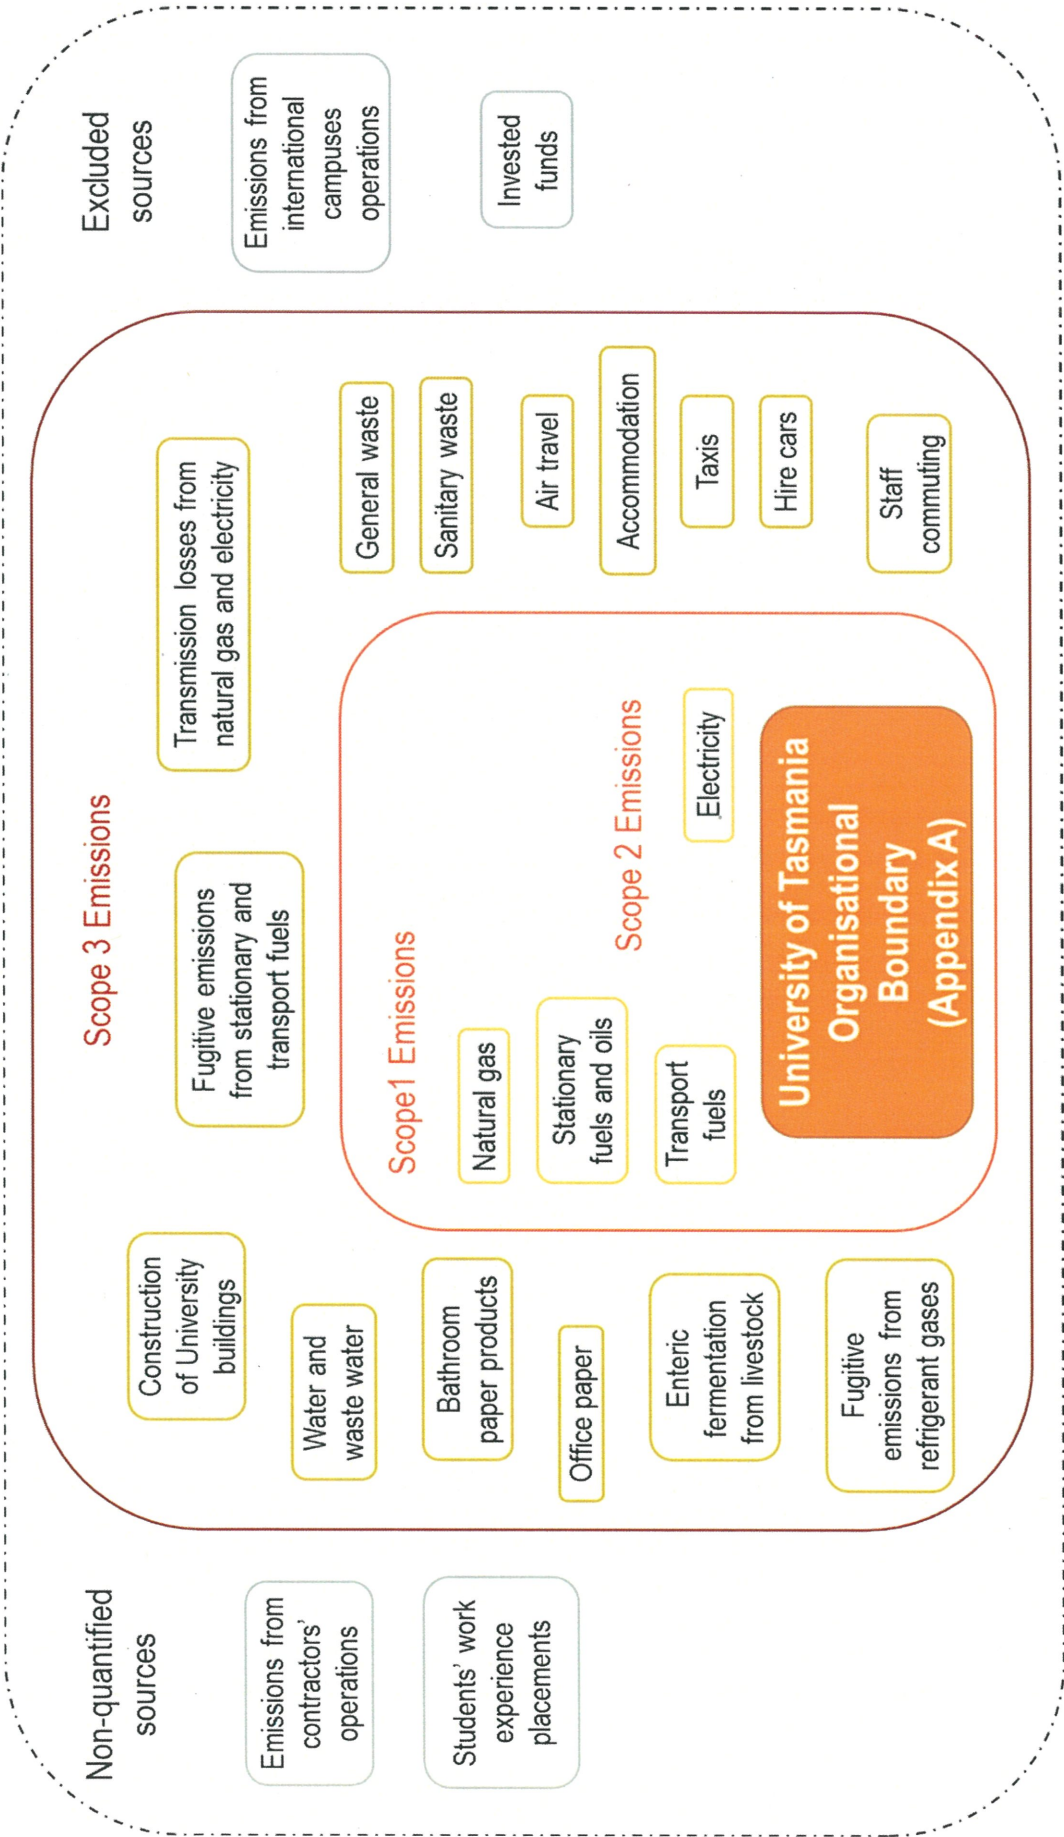 Non-quantified
sources
Emissions from
contractors'
operations
Students' work
experience
placements
Scope 3 Emissions
Construction
of University
buildings
Fugitive emissions
from stationary and
transport fuels
Transmission losses from
natural gas and electricity
Water and
waste water
Bathroom
paper products
Office paper
Enteric
fermentation
from livestock
Fugitive
emissions from
refrigerant gases
Scope1 Emissions
Natural gas
Stationary
fuels and oils
Transport
fuels
Scope 2 Emissions
Electricity
University of Tasmania
Organisational
Boundary
(Appendix A)
General waste
Sanitary waste
Air travel
Accommodation
Taxis
Hire cars
Staff
commuting
Excluded
sources
Emissions from
international
campuses
operations
Invested
funds